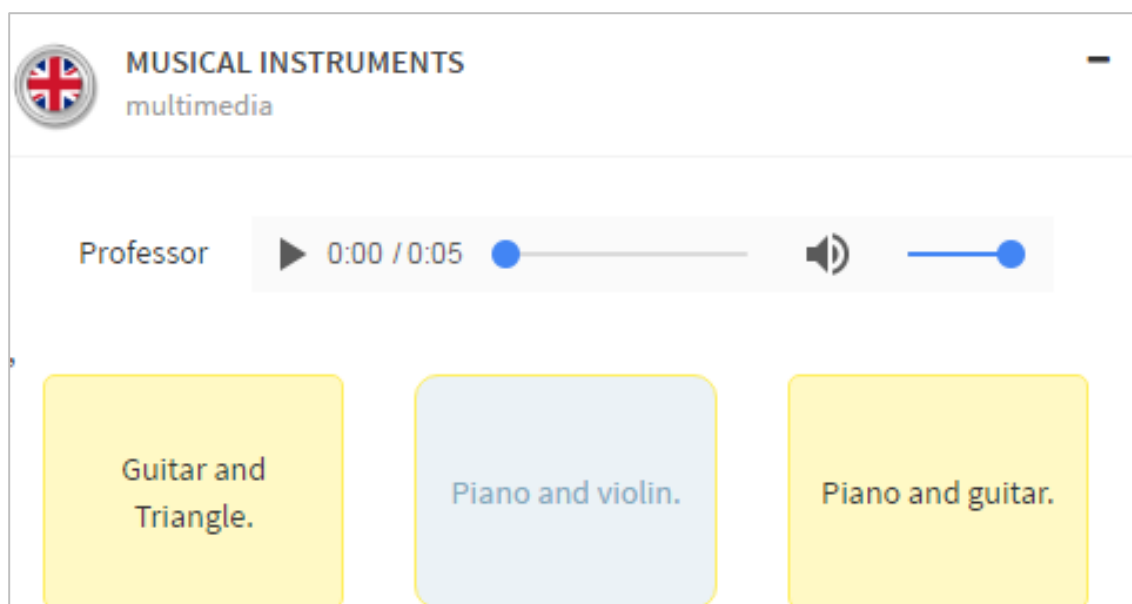 MUSICAL INSTRUMENTS
multimedia
Professor
0:00 / 0:05
,
Guitar and
Triangle.
Piano and violin.
Piano and guitar.